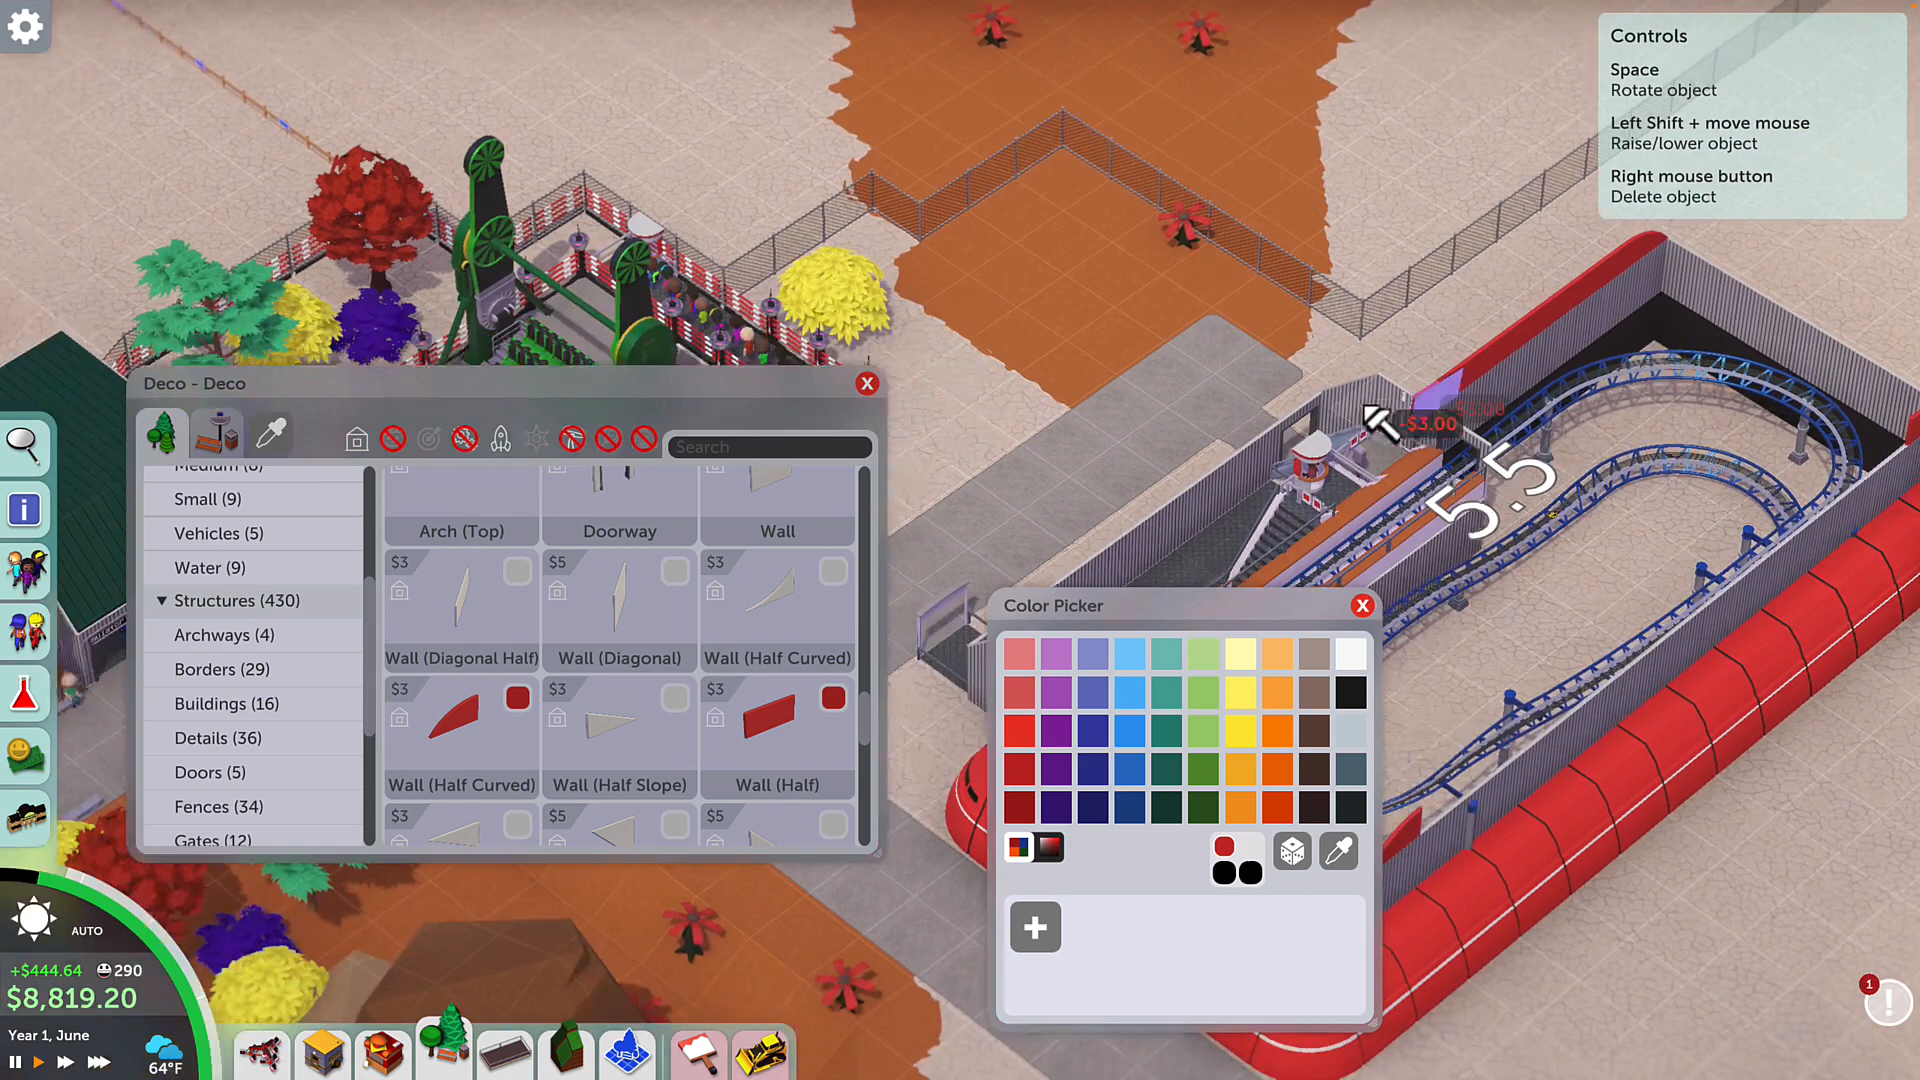 Controls
Space
Rotate object
Left Shift + move mouse
Raise/lower object
Right mouse button
Delete object
Deco - Deco
X
Search
Medium (8)
Small (9)
Vehicles (5)
Water (9)
▼ Structures (430)
Archways (4)
Borders (29)
Buildings (16)
Details (36)
Doors (5)
Fences (34)
Gates (12)
Arch (Top)
Doorway
Wall
$3
$5
$3
Wall (Diagonal Half)
Wall (Diagonal)
Wall (Half Curved)
$3
$3
$3
Wall (Half Curved)
Wall (Half Slope)
Wall (Half)
$3
$5
$5
-$3.00
5.5
Color Picker
X
+
AUTO
+$444.64
290
$8,819.20
Year 1, June
64°F
i
1
!